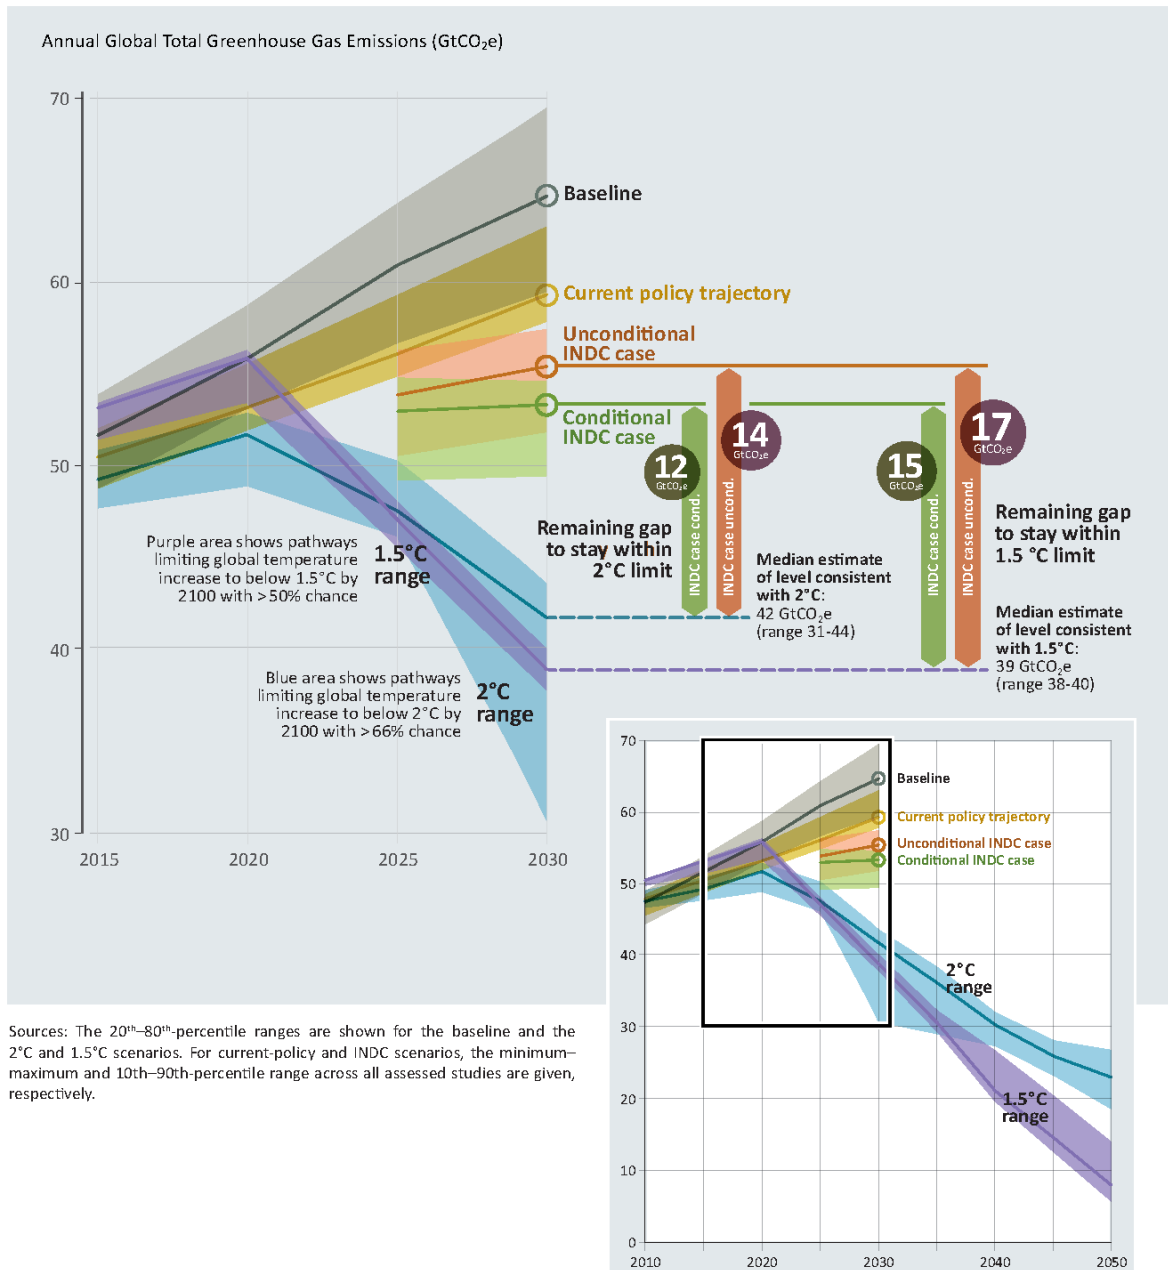 Annual Global Total Greenhouse Gas Emissions (GtCO₂e)
70
60
50
40
30
2015
2020
2025
2030
Baseline
Current policy trajectory
Unconditional
INDC case
Conditional
INDC case
12
GtCO₂e
14
GtCO₂e
15
GtCO₂e
17
GtCO₂e
INDC case cond.
INDC case uncond.
INDC case cond.
INDC case uncond.
Remaining gap
to stay within
2°C limit
Remaining gap
to stay within
1.5 °C limit
Median estimate
of level consistent
with 2°C:
42 GtCO₂e
(range 31-44)
Median estimate
of level consistent
with 1.5°C:
39 GtCO₂e
(range 38-40)
Purple area shows pathways
limiting global temperature
increase to below 1.5°C by
2100 with >50% chance
1.5°C
range
Blue area shows pathways
limiting global temperature
increase to below 2°C by
2100 with >66% chance
2°C
range
70
60
50
40
30
20
10
0
2010
2020
2030
2040
2050
Baseline
Current policy trajectory
Unconditional INDC case
Conditional INDC case
2°C
range
1.5°C
range
Sources: The 20ᵗʰ–80ᵗʰ-percentile ranges are shown for the baseline and the
2°C and 1.5°C scenarios. For current-policy and INDC scenarios, the minimum–
maximum and 10th–90th-percentile range across all assessed studies are given,
respectively.